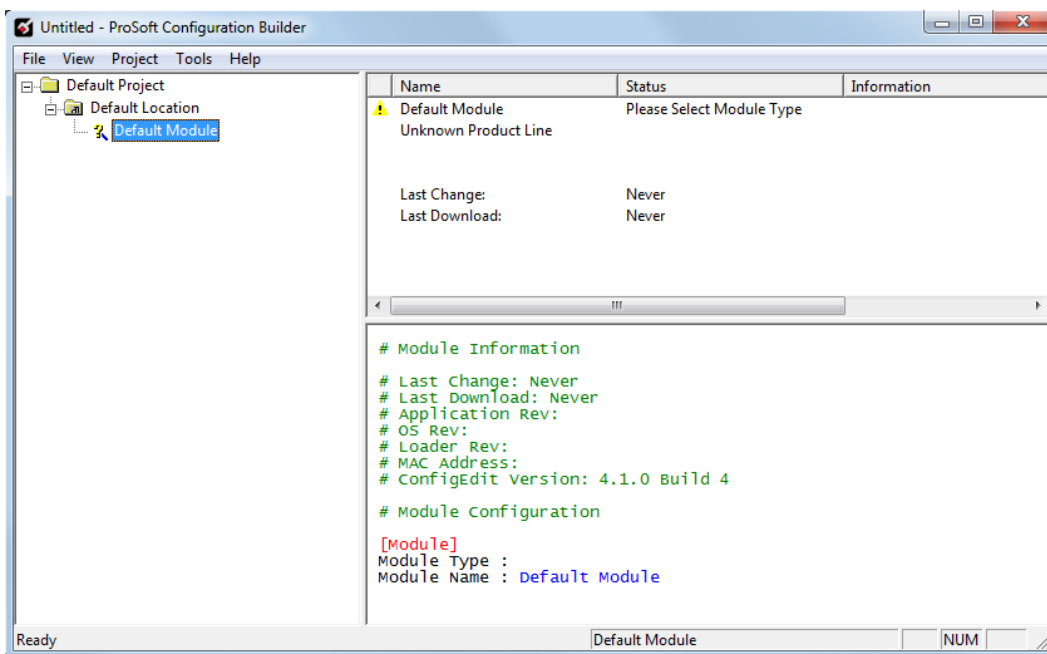 Untitled - ProSoft Configuration Builder
File View Project Tools Help
Default Project
Default Location
Default Module
Name Status Information
Default Module Please Select Module Type
Unknown Product Line
Last Change: Never
Last Download: Never
# Module Information
# Last Change: Never
# Last Download: Never
# Application Rev:
# OS Rev:
# Loader Rev:
# MAC Address:
# ConfigEdit Version: 4.1.0 Build 4
# Module Configuration
[Module]
Module Type :
Module Name : Default Module
Ready Default Module NUM